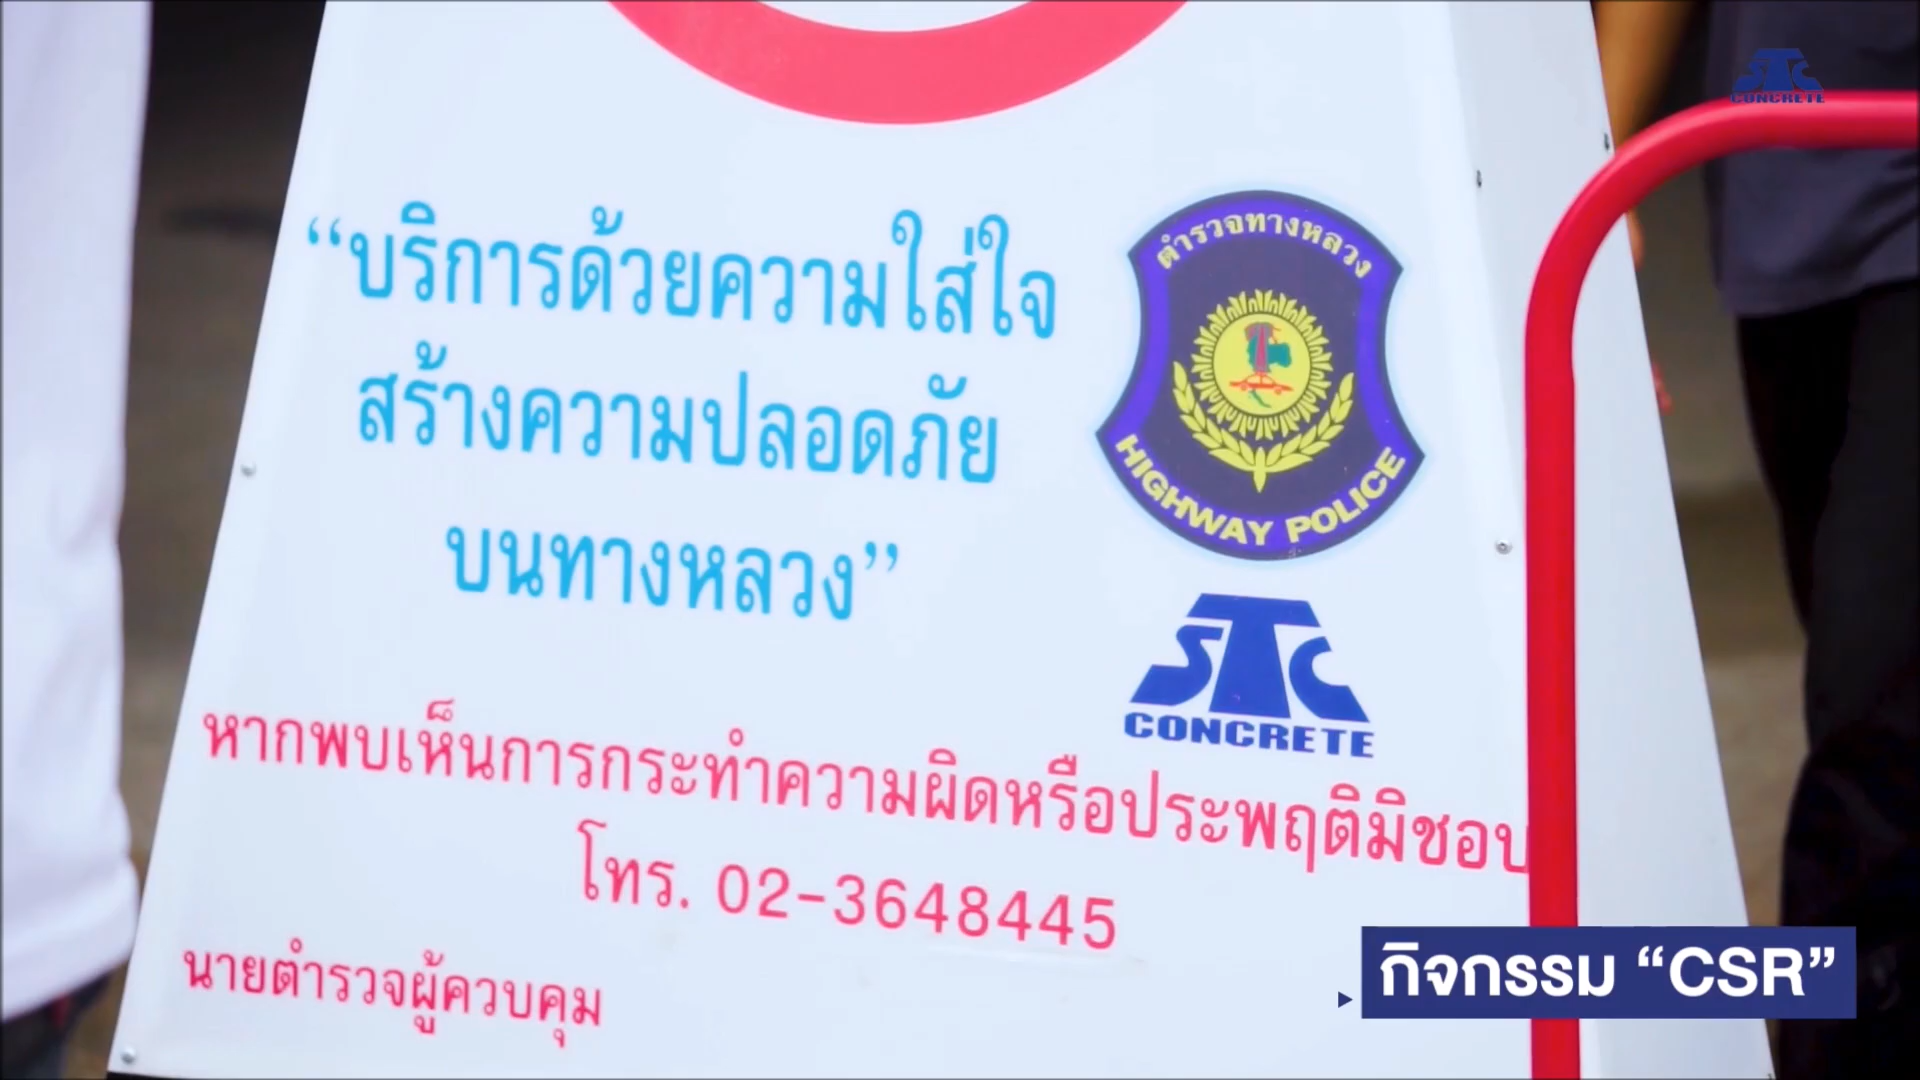 STC
CONCRETE
“บริการด้วยความใส่ใจ
สร้างความปลอดภัย
บนทางหลวง”
ตำรวจทางหลวง
HIGHWAY POLICE
STC
CONCRETE
หากพบเห็นการกระทำความผิดหรือประพฤติมิชอบ
โทร. 02-3648445
นายตำรวจผู้ควบคุม
กิจกรรม “CSR”